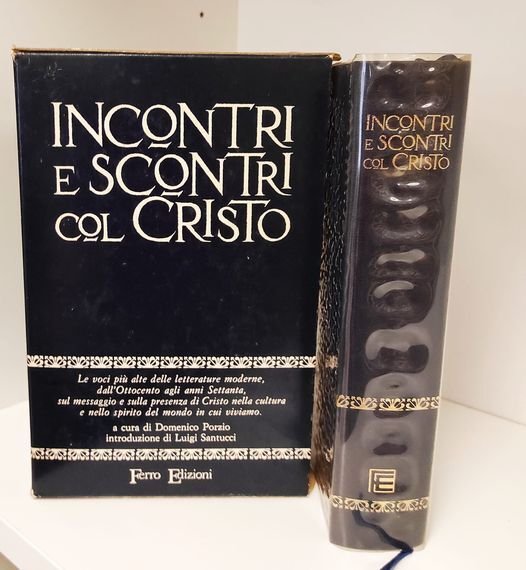 INCONTRI
E SCONTRI
COL CRISTO
Le voci più alte delle letterature moderne,
dall'Ottocento agli anni Settanta,
sul messaggio e sulla presenza di Cristo nella cultura
e nello spirito del mondo in cui viviamo.
a cura di Domenico Porzio
introduzione di Luigi Santucci
Ferro Edizioni
INCONTRI
E SCONTRI
COL CRISTO
FE